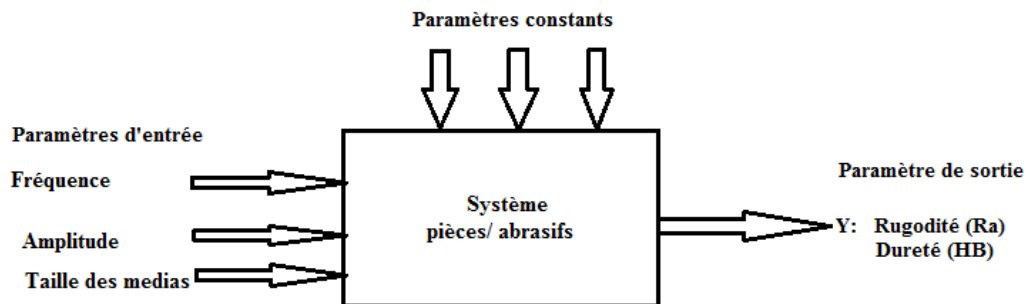 Paramètres constants
Paramètres d'entrée
Fréquence
Amplitude
Taille des medias
Système
pièces/ abrasifs
Paramètre de sortie
Y: Rugodité (Ra)
Dureté (HB)